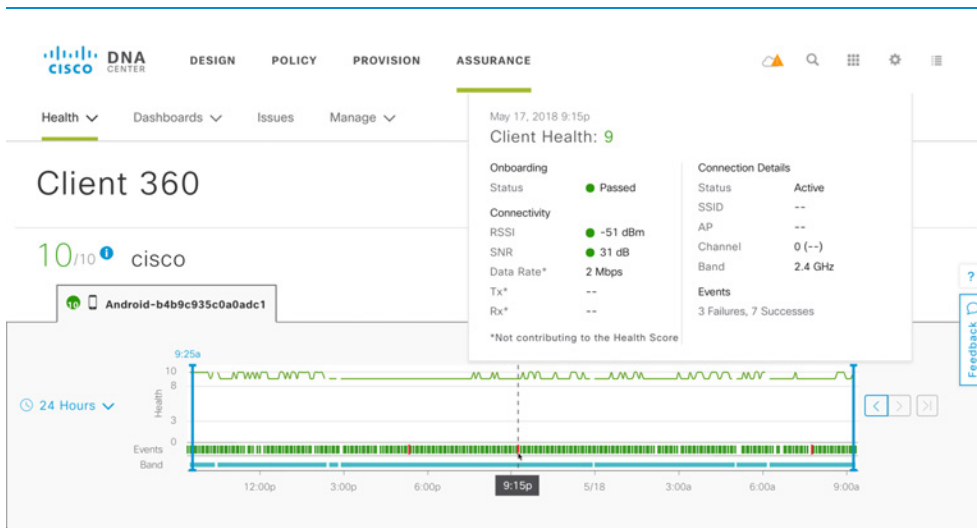 CISCO DNA CENTER DESIGN POLICY PROVISION ASSURANCE
Health Dashboards Issues Manage
May 17, 2018 9:15p
Client Health: 9
Onboarding
Status Passed
Connectivity
RSSI -51 dBm
SNR 31 dB
Data Rate* 2 Mbps
Tx* --
Rx* --
*Not contributing to the Health Score
Connection Details
Status Active
SSID --
AP --
Channel 0 (--)
Band 2.4 GHz
Events
3 Failures, 7 Successes
Client 360
10/10 i cisco
10 Android-b4b9c935c0a0adc1
?
Feedback
24 Hours
9:25a
Health
10
8
3
0
Events
Band
12:00p 3:00p 6:00p 9:15p 5/18 3:00a 6:00a 9:00a